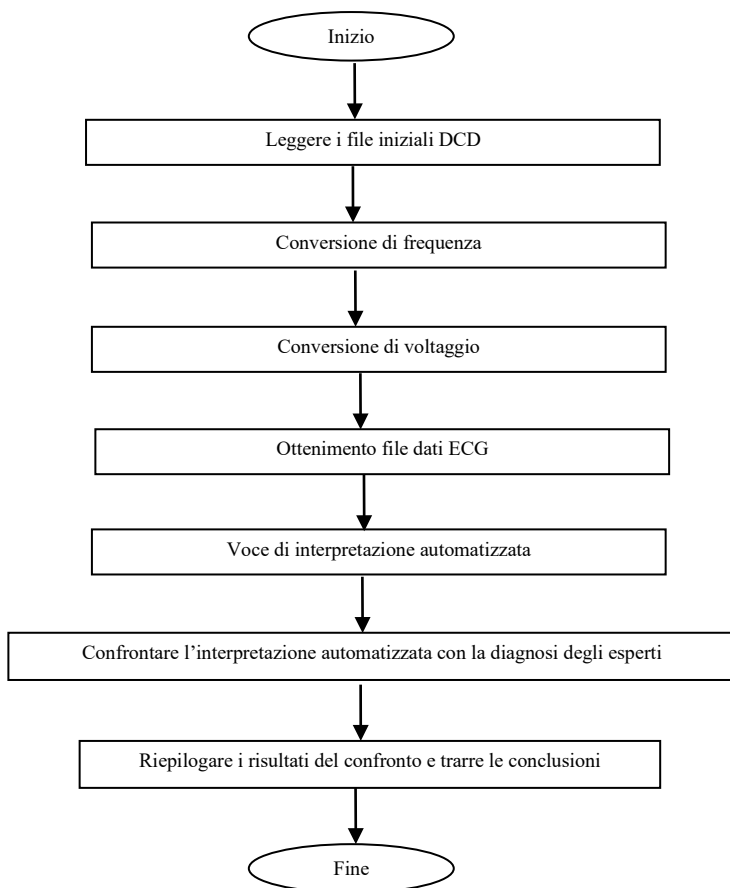 Inizio
Leggere i file iniziali DCD
Conversione di frequenza
Conversione di voltaggio
Ottenimento file dati ECG
Voce di interpretazione automatizzata
Confrontare l’interpretazione automatizzata con la diagnosi degli esperti
Riepilogare i risultati del confronto e trarre le conclusioni
Fine